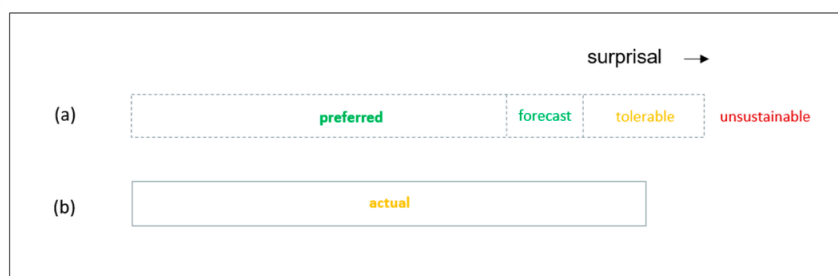 surprisal →
(a) preferred forecast tolerable unsustainable
(b) actual